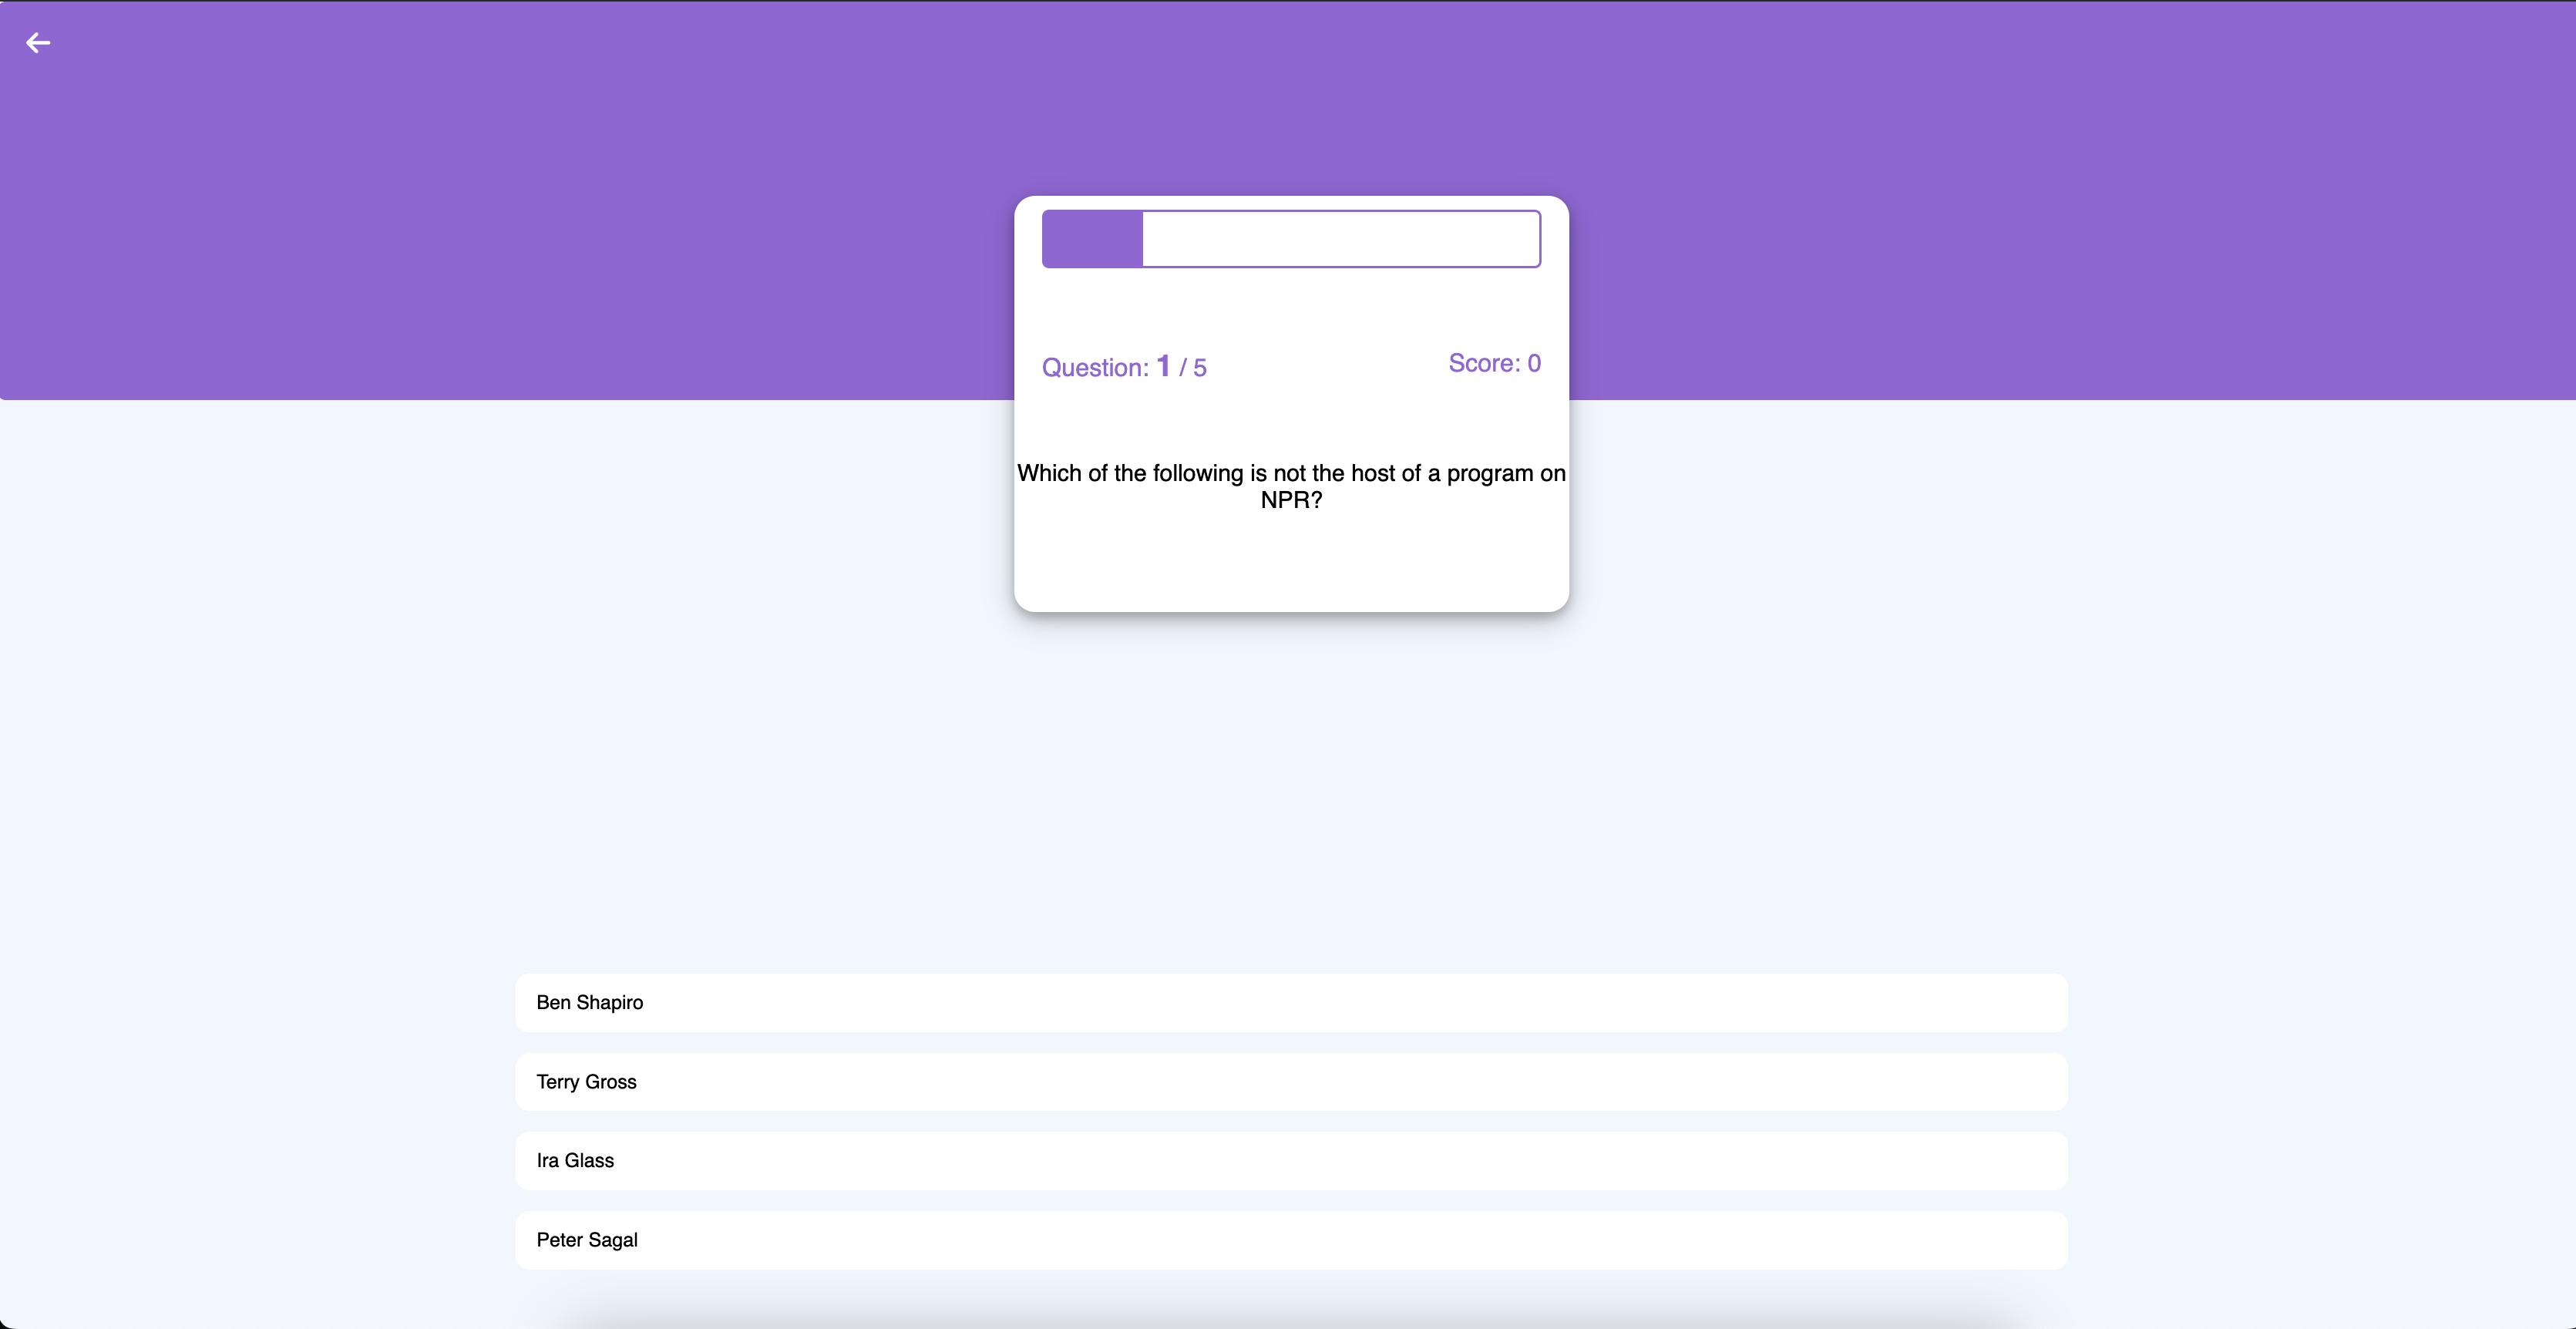 Question: 1 / 5
Score: 0
Which of the following is not the host of a program on
NPR?
Ben Shapiro
Terry Gross
Ira Glass
Peter Sagal